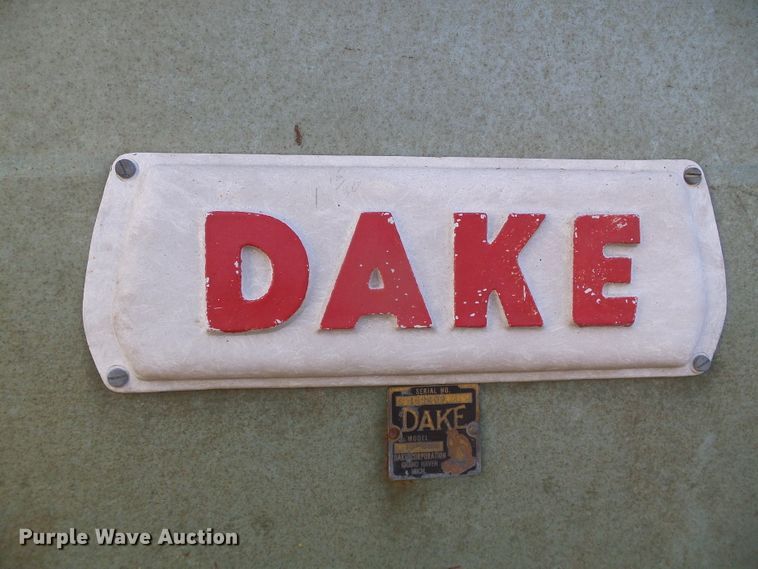 DAKE
SERIAL NO.
DAKE
MODEL
DAKE CORPORATION
GRAND HAVEN
MICH.
Purple Wave Auction